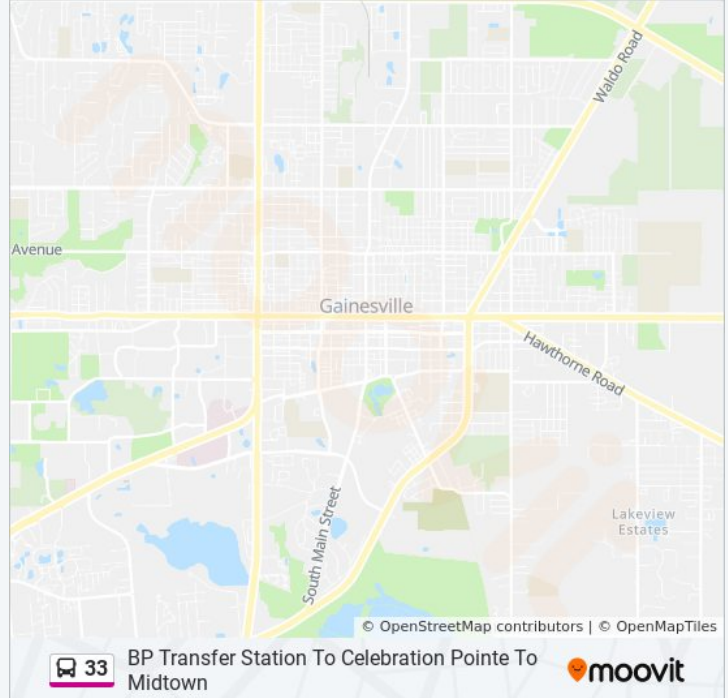 Waldo Road
Avenue
Gainesville
Hawthorne Road
Lakeview
Estates
South Main Street
© OpenStreetMap contributors | © OpenMapTiles
33
BP Transfer Station To Celebration Pointe To
Midtown
moovit